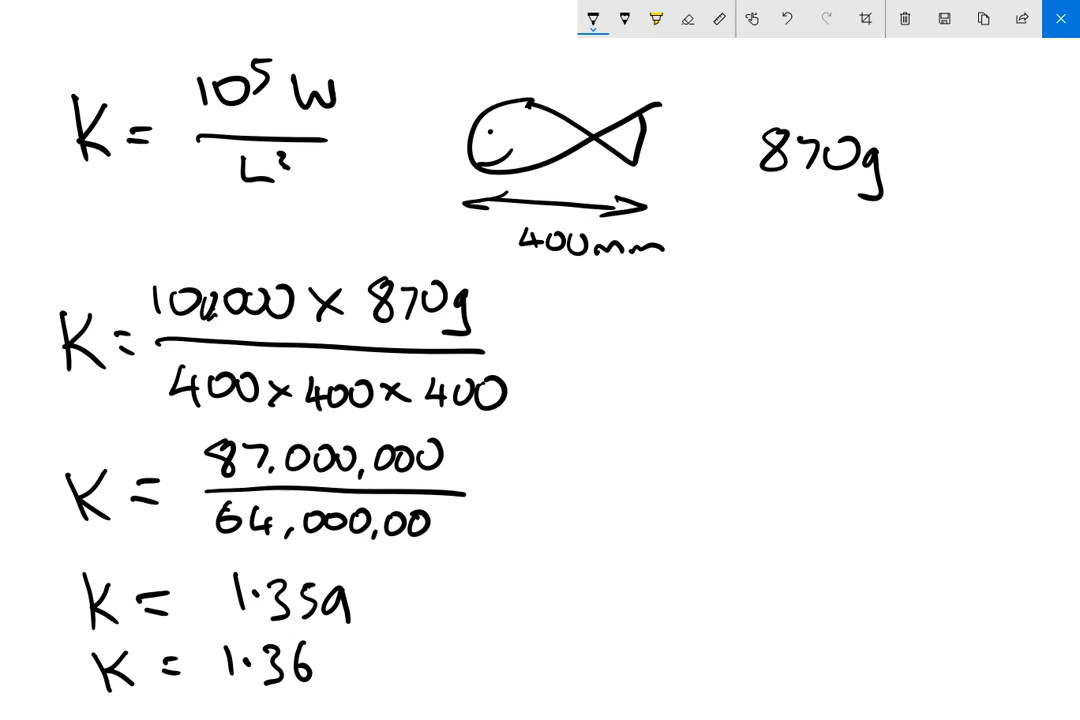 K = 10⁵ W / L³
400mm
870g
K = 100,000 × 870g / 400 × 400 × 400
K = 87.000,000 / 64,000,00
K = 1.359
K = 1.36